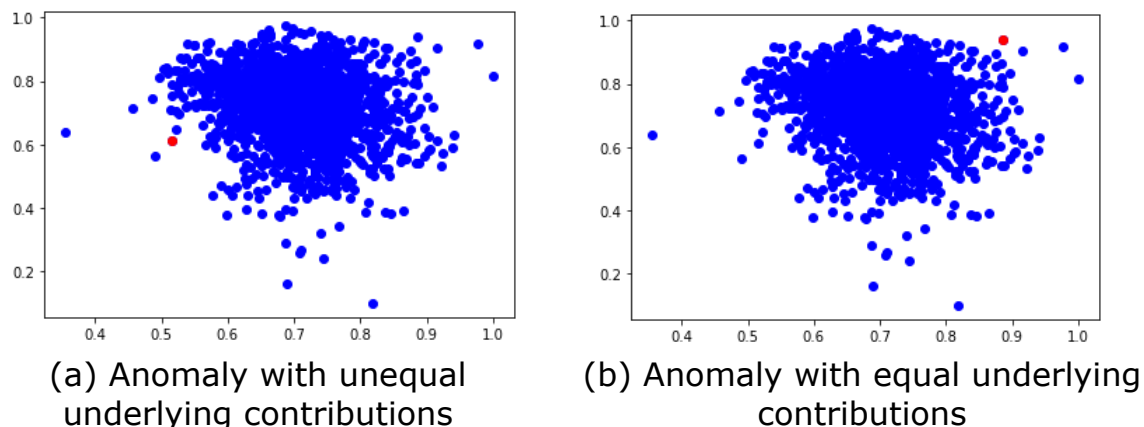 1.0
0.8
0.6
0.4
0.2
0.4 0.5 0.6 0.7 0.8 0.9 1.0
(a) Anomaly with unequal
underlying contributions
1.0
0.8
0.6
0.4
0.2
0.4 0.5 0.6 0.7 0.8 0.9 1.0
(b) Anomaly with equal underlying
contributions